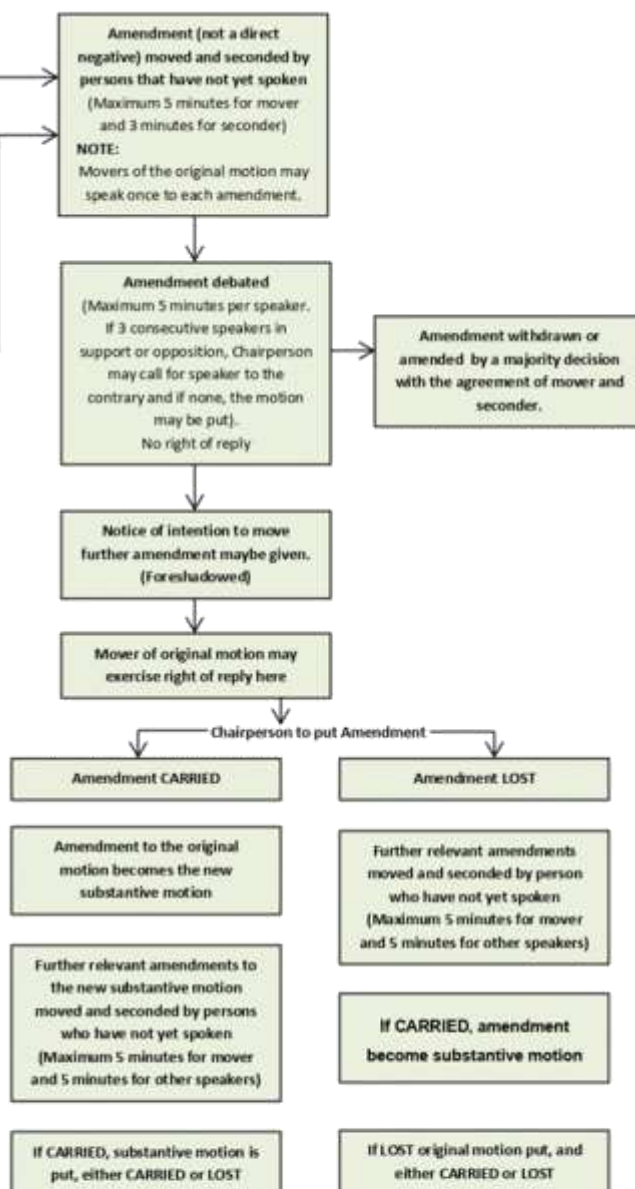 Amendment (not a direct
negative) moved and seconded by
persons that have not yet spoken
(Maximum 5 minutes for mover
and 3 minutes for seconder)
NOTE:
Movers of the original motion may
speak once to each amendment.
Amendment debated
(Maximum 5 minutes per speaker.
If 3 consecutive speakers in
support or opposition, Chairperson
may call for speaker to the
contrary and if none, the motion
may be put).
No right of reply
Amendment withdrawn or
amended by a majority decision
with the agreement of mover and
seconder.
Notice of intention to move
further amendment maybe given.
(Foreshadowed)
Mover of original motion may
exercise right of reply here
Chairperson to put Amendment
Amendment CARRIED
Amendment to the original
motion becomes the new
substantive motion
Further relevant amendments to
the new substantive motion
moved and seconded by persons
who have not yet spoken
(Maximum 5 minutes for mover
and 5 minutes for other speakers)
If CARRIED, substantive motion is
put, either CARRIED or LOST
Amendment LOST
Further relevant amendments
moved and seconded by person
who have not yet spoken
(Maximum 5 minutes for mover
and 5 minutes for other speakers)
If CARRIED, amendment
become substantive motion
If LOST original motion put, and
either CARRIED or LOST